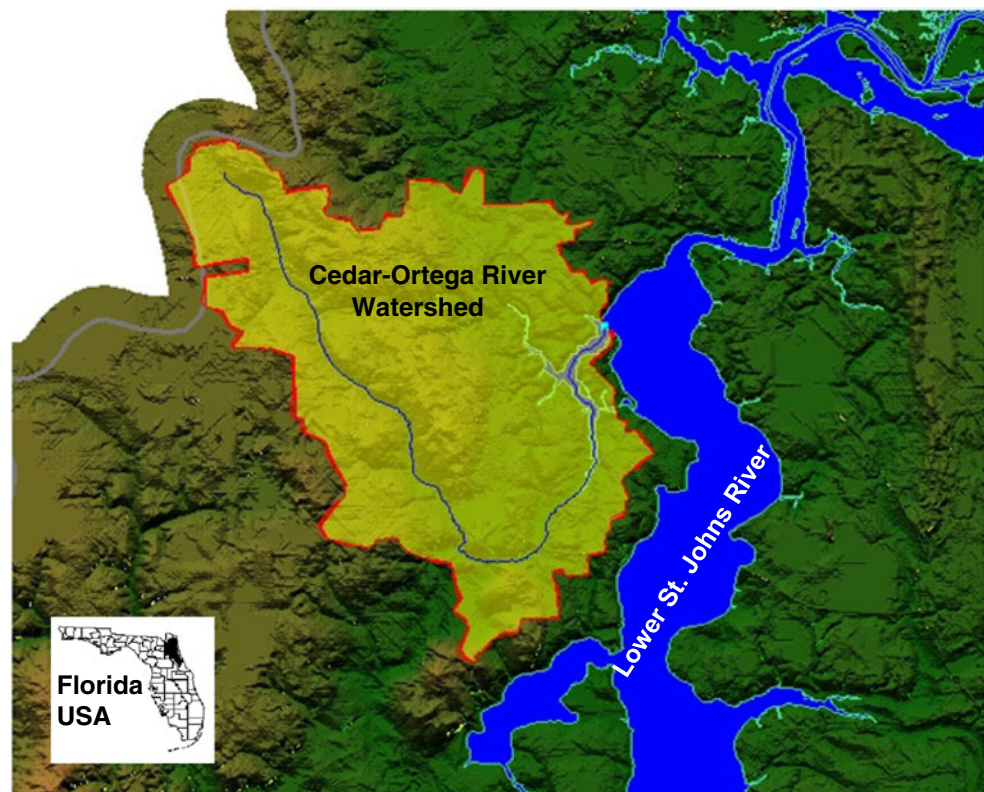 Cedar-Ortega River
Watershed
Lower St. Johns River
Florida
USA